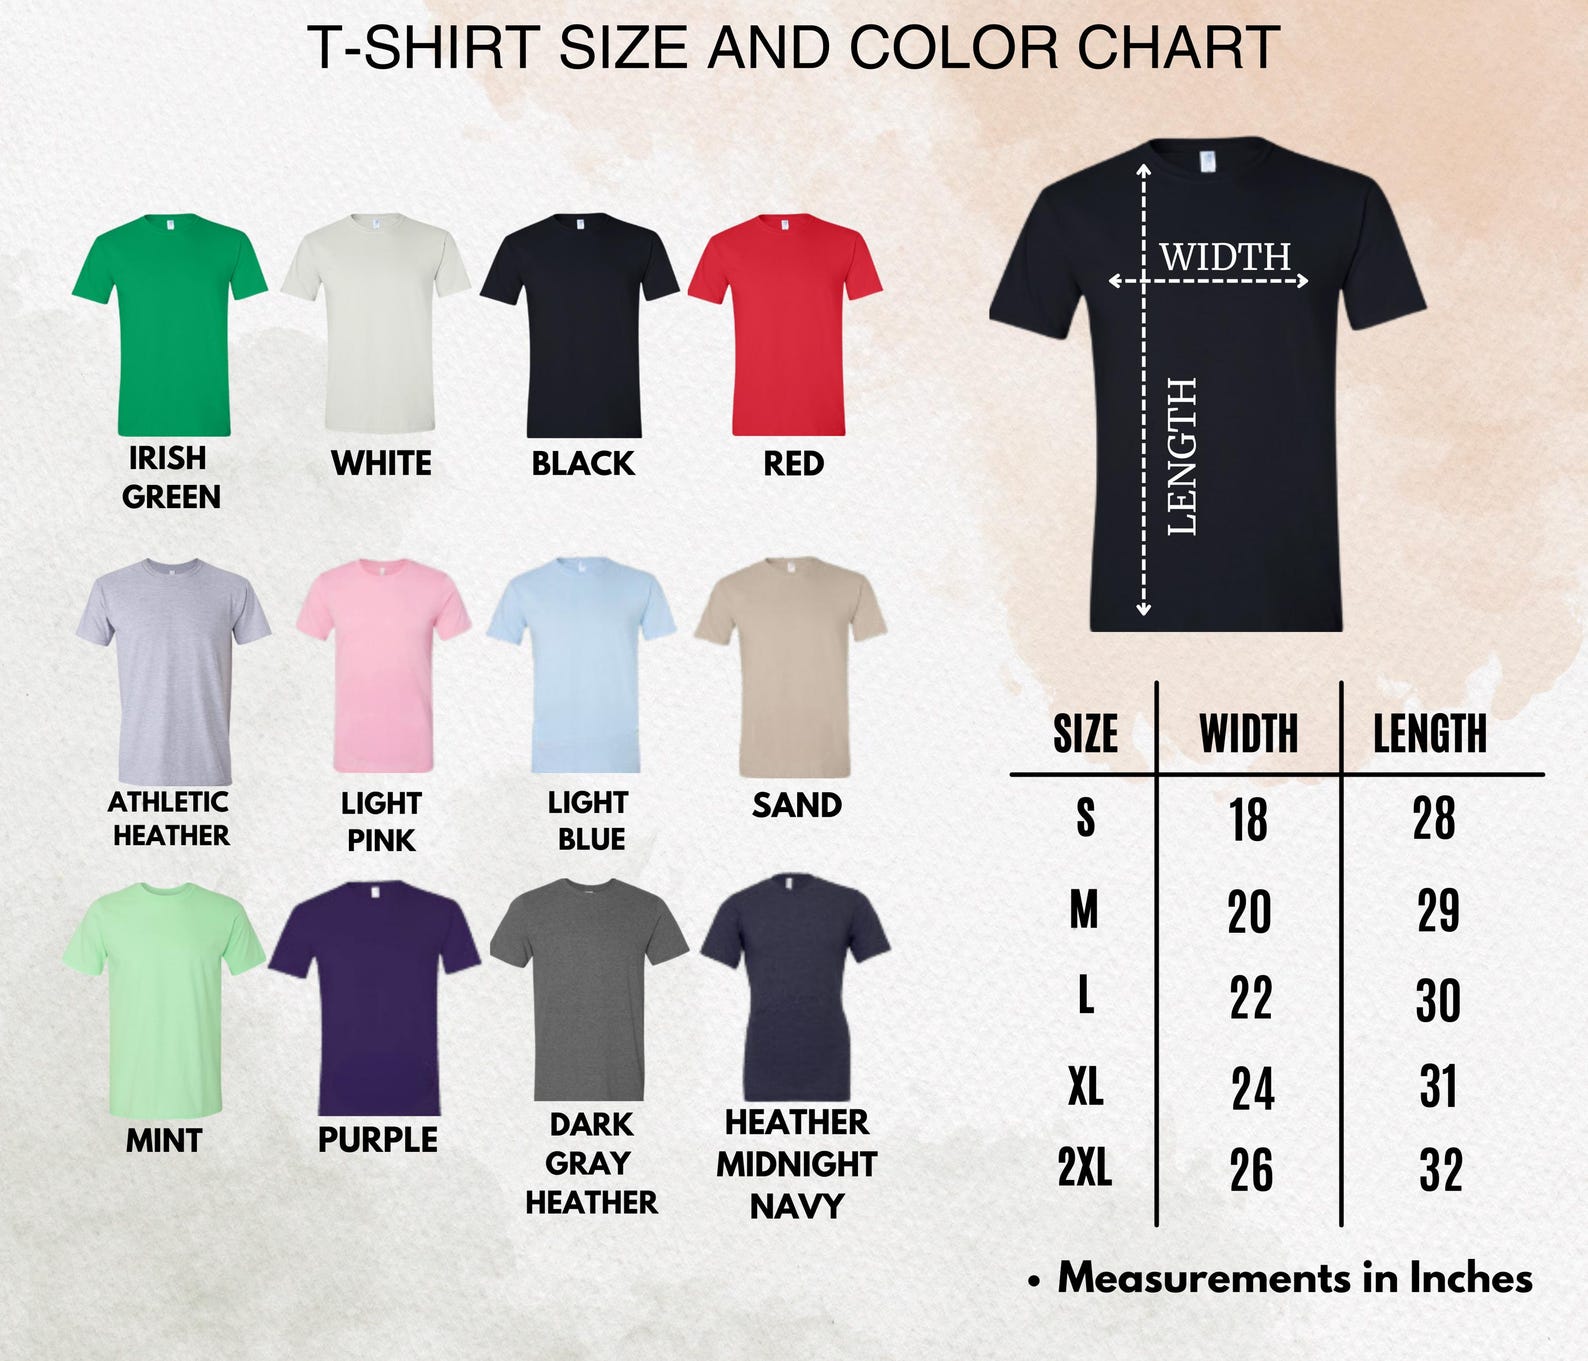 T-SHIRT SIZE AND COLOR CHART
IRISH
GREEN
WHITE
BLACK
RED
ATHLETIC
HEATHER
LIGHT
PINK
LIGHT
BLUE
SAND
MINT
PURPLE
DARK
GRAY
HEATHER
HEATHER
MIDNIGHT
NAVY
WIDTH
LENGTH
SIZE WIDTH LENGTH
S 18 28
M 20 29
L 22 30
XL 24 31
2XL 26 32
• Measurements in Inches